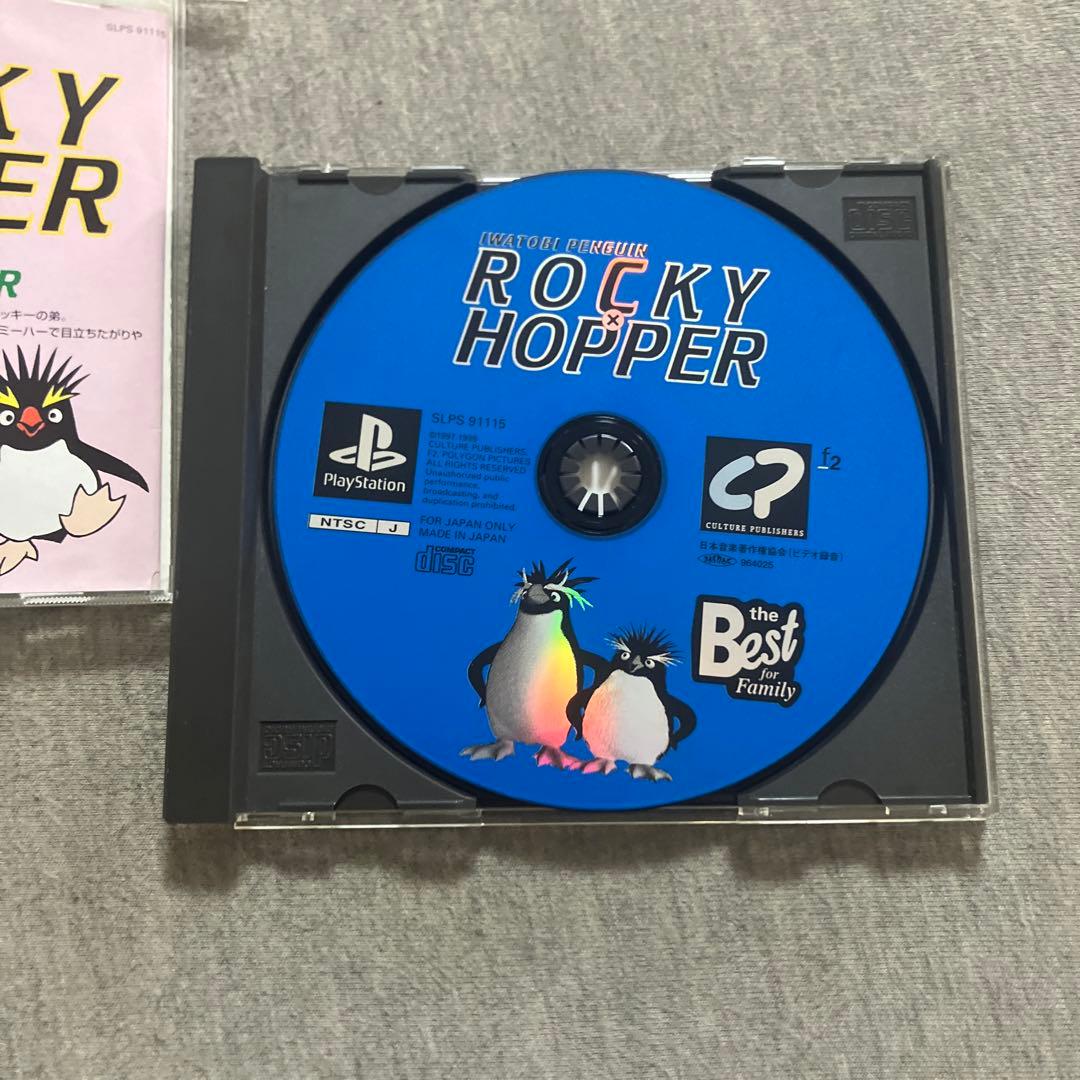 SLPS 91115
KY
ER
R
ッキーの弟。
ミーハーで目立ちたがりや
IWATOBI PENGUIN
ROCKY
×
HOPPER
PlayStation
SLPS 91115
©1997 1998
CULTURE PUBLISHERS,
F2, POLYGON PICTURES
ALL RIGHTS RESERVED
Unauthorized public
performance,
broadcasting, and
duplication prohibited.
NTSC J
FOR JAPAN ONLY
MADE IN JAPAN
COMPACT
disc
CP
f2
CULTURE PUBLISHERS
日本音楽著作権協会(ビデオ録音)
JASRAC 964025
the
Best
for
Family
disc
disc